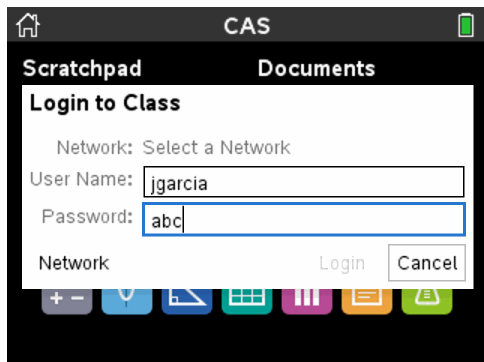 CAS
Scratchpad Documents
Login to Class
Network: Select a Network
User Name: jgarcia
Password: abc
Network Login Cancel